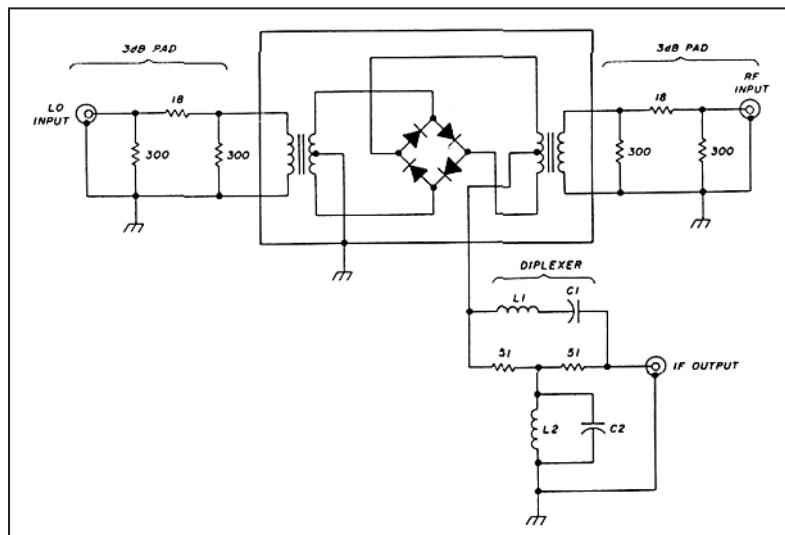 3dB PAD
LO
INPUT
18
300
300
3dB PAD
RF
INPUT
18
300
300
DIPLEXER
L1
C1
51
51
IF OUTPUT
L2
C2